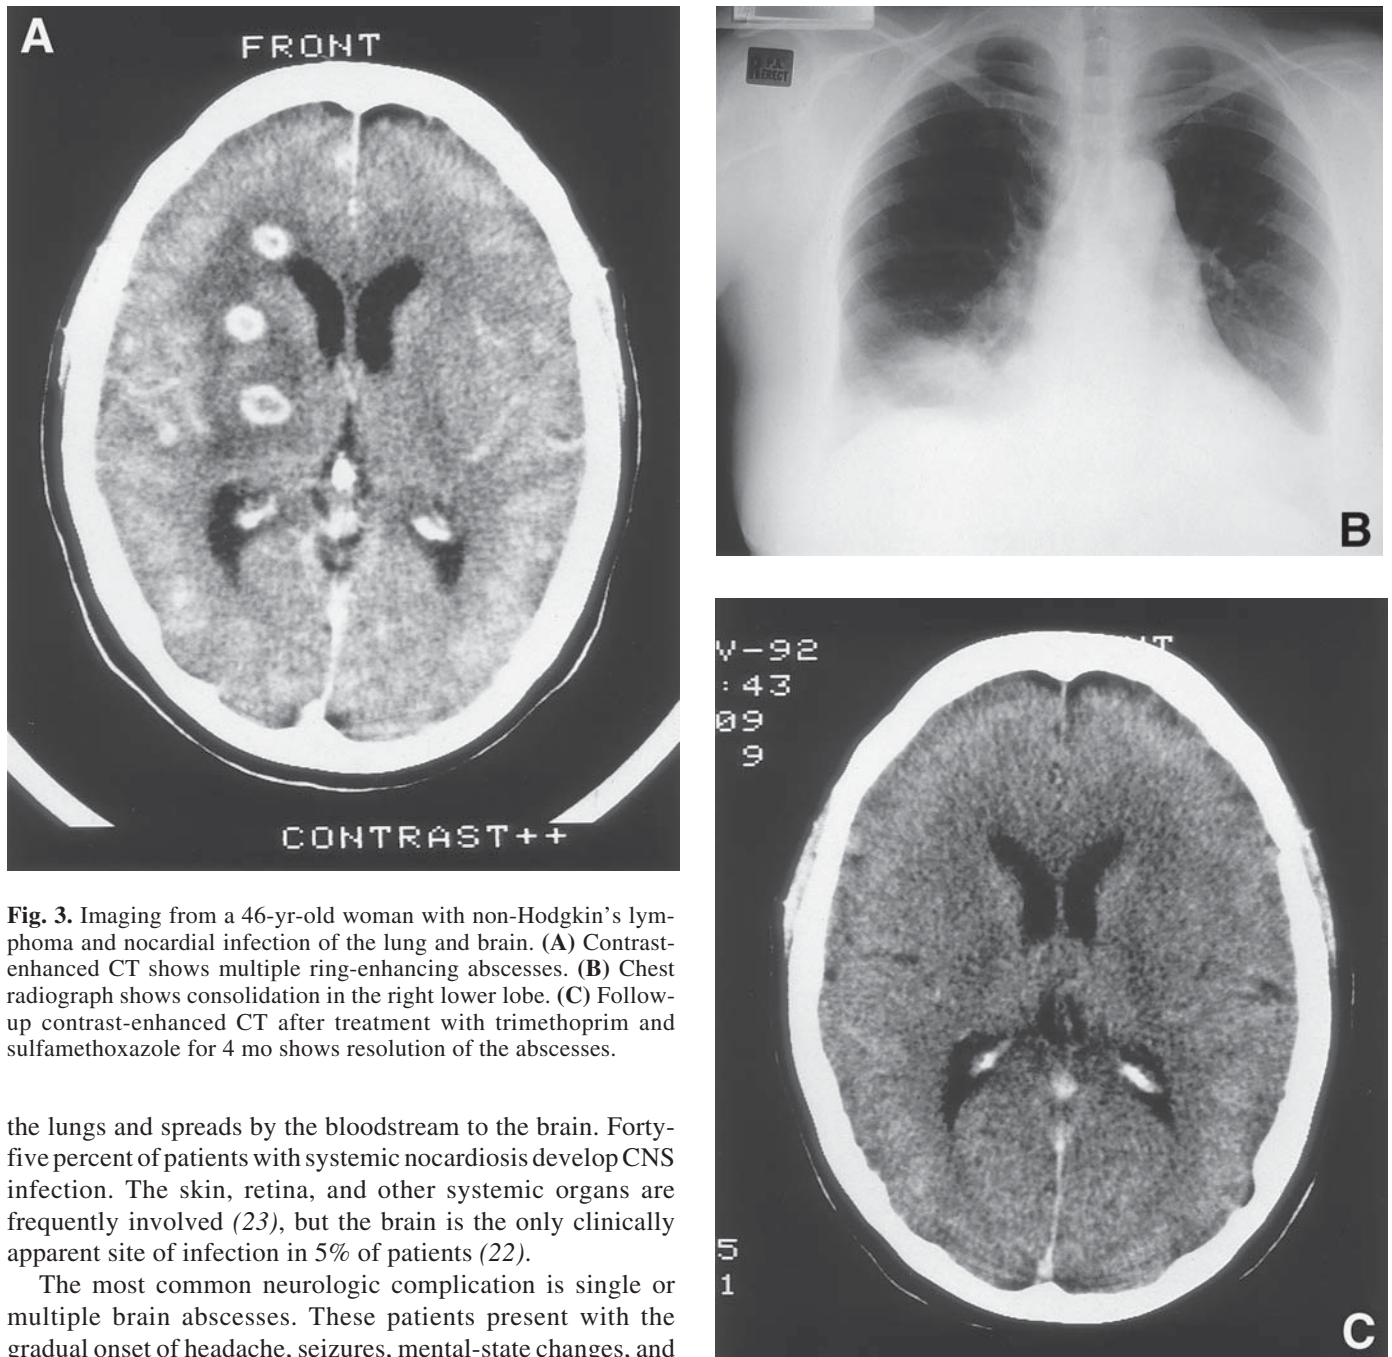 A
FRONT
CONTRAST++
P.A.
ERECT
B
V-92
:43
09
9
5
1
C
Fig. 3. Imaging from a 46-yr-old woman with non-Hodgkin's lym-
phoma and nocardial infection of the lung and brain. (A) Contrast-
enhanced CT shows multiple ring-enhancing abscesses. (B) Chest
radiograph shows consolidation in the right lower lobe. (C) Follow-
up contrast-enhanced CT after treatment with trimethoprim and
sulfamethoxazole for 4 mo shows resolution of the abscesses.
the lungs and spreads by the bloodstream to the brain. Forty-
five percent of patients with systemic nocardiosis develop CNS
infection. The skin, retina, and other systemic organs are
frequently involved (23), but the brain is the only clinically
apparent site of infection in 5% of patients (22).
The most common neurologic complication is single or
multiple brain abscesses. These patients present with the
gradual onset of headache, seizures, mental-state changes, and